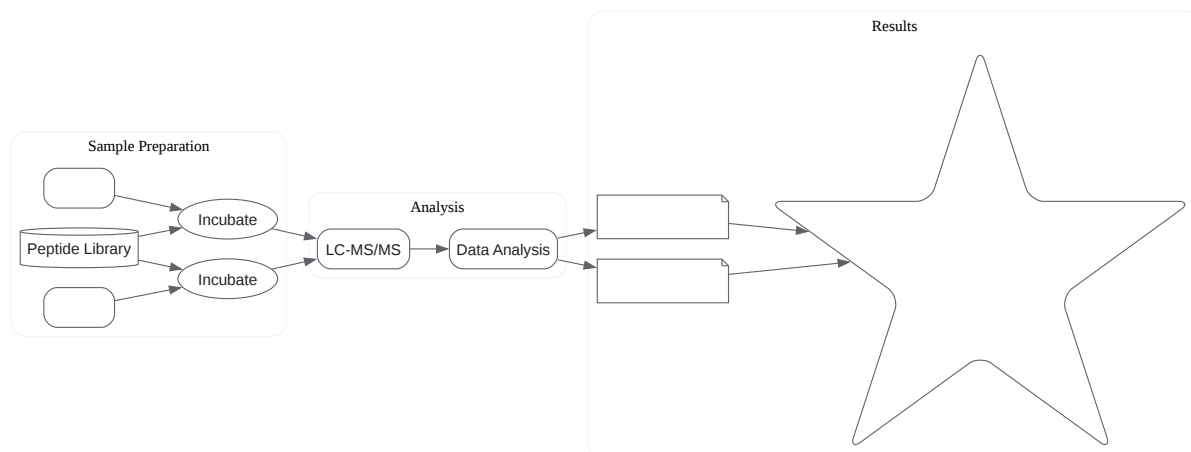 Results
Sample Preparation
Incubate
Analysis
Peptide Library
LC-MS/MS
Data Analysis
Incubate